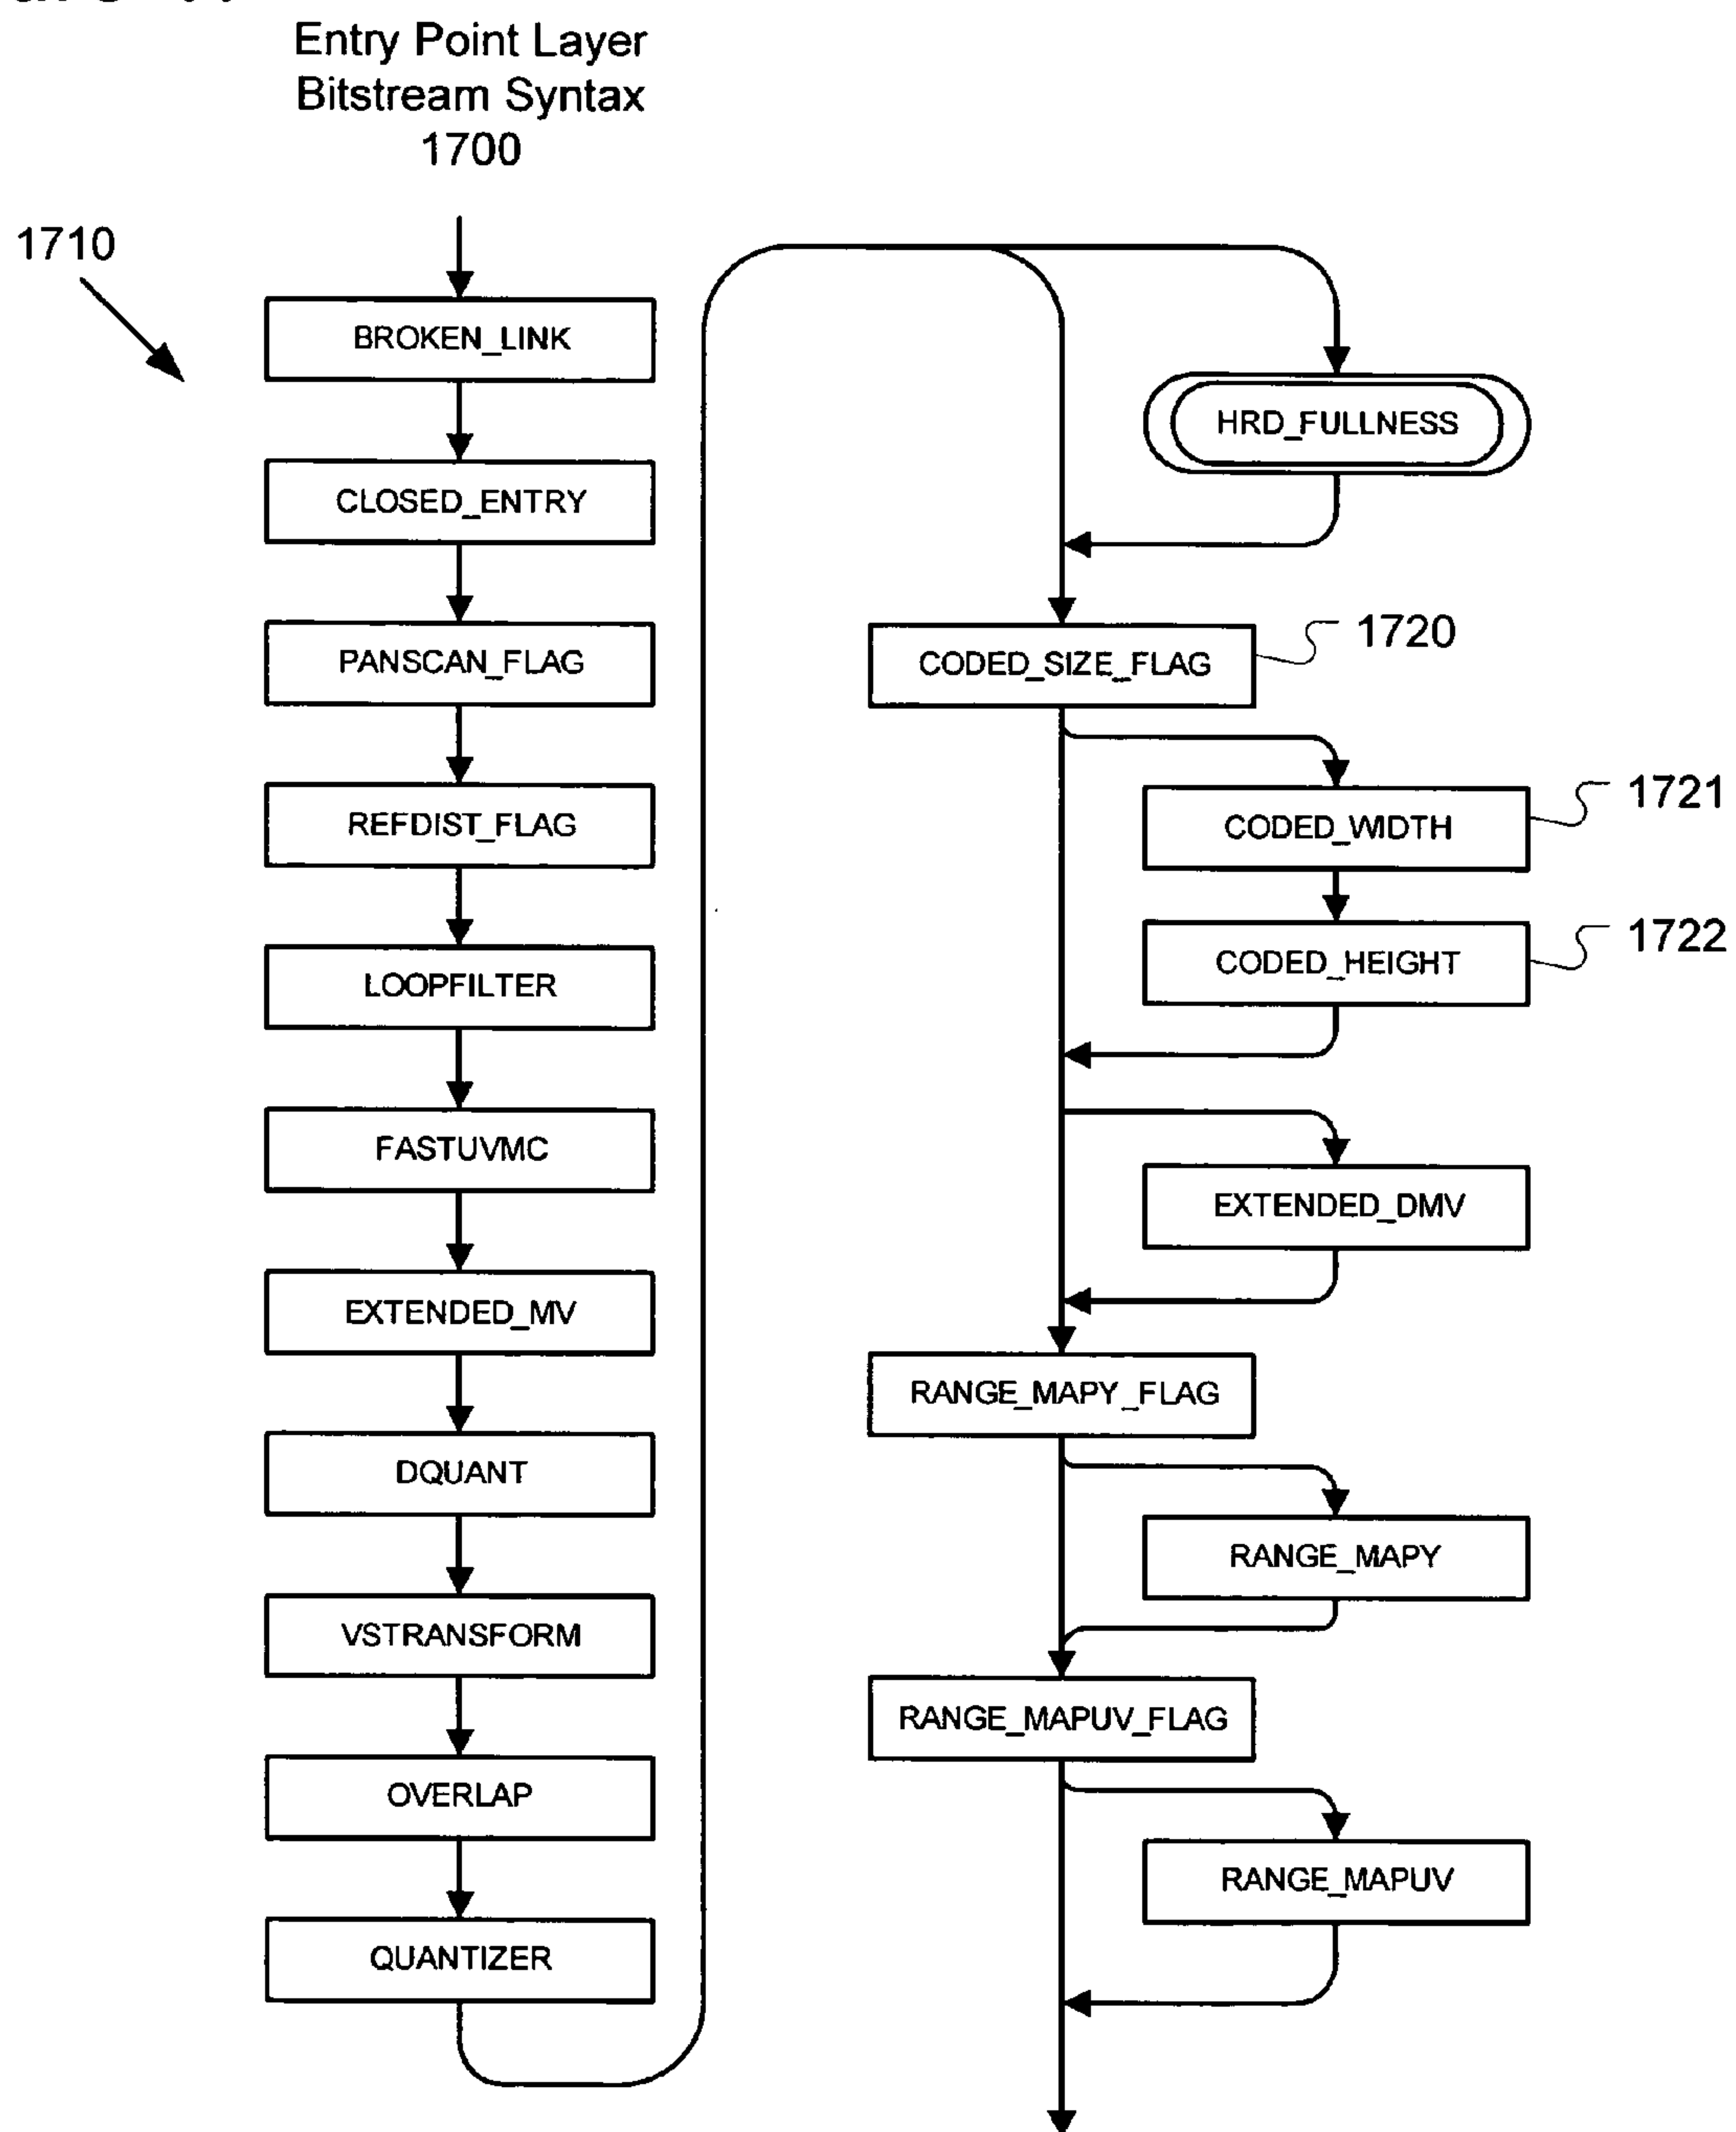 Entry Point Layer
Bitstream Syntax
1700
1710
BROKEN_LINK
CLOSED_ENTRY
PANSCAN_FLAG
REFDIST_FLAG
LOOPFILTER
FASTUVMC
EXTENDED_MV
DQUANT
VSTRANSFORM
OVERLAP
QUANTIZER
HRD_FULLNESS
CODED_SIZE_FLAG
1720
CODED_WIDTH
1721
CODED_HEIGHT
1722
EXTENDED_DMV
RANGE_MAPY_FLAG
RANGE_MAPY
RANGE_MAPUV_FLAG
RANGE_MAPUV